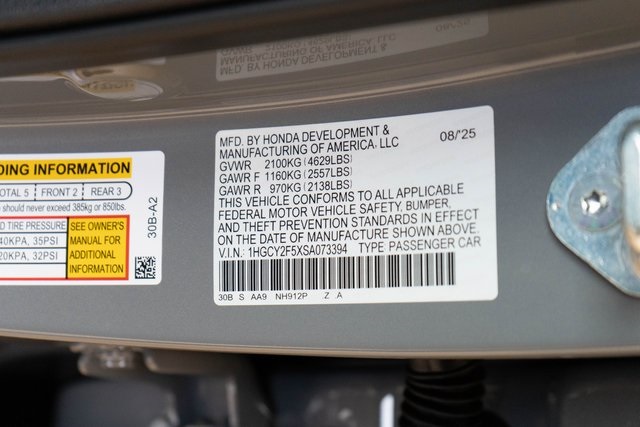 MFD. BY HONDA DEVELOPMENT &
MANUFACTURING OF AMERICA, LLC
08/'25
GVWR 2100KG (4629LBS)
GAWR F 1160KG (2557LBS)
GAWR R 970KG (2138LBS)
THIS VEHICLE CONFORMS TO ALL APPLICABLE
FEDERAL MOTOR VEHICLE SAFETY, BUMPER,
AND THEFT PREVENTION STANDARDS IN EFFECT
ON THE DATE OF MANUFACTURE SHOWN ABOVE.
V.I.N.: 1HGCY2F5XSA073394 TYPE: PASSENGER CAR
30B S AA9 NH912P .Z .A
DING INFORMATION
OTAL 5 FRONT 2 REAR 3
should never exceed 385kg or 850lbs.
D TIRE PRESSURE
40KPA, 35PSI
20KPA, 32PSI
SEE OWNER'S
MANUAL FOR
ADDITIONAL
INFORMATION
30B-A2